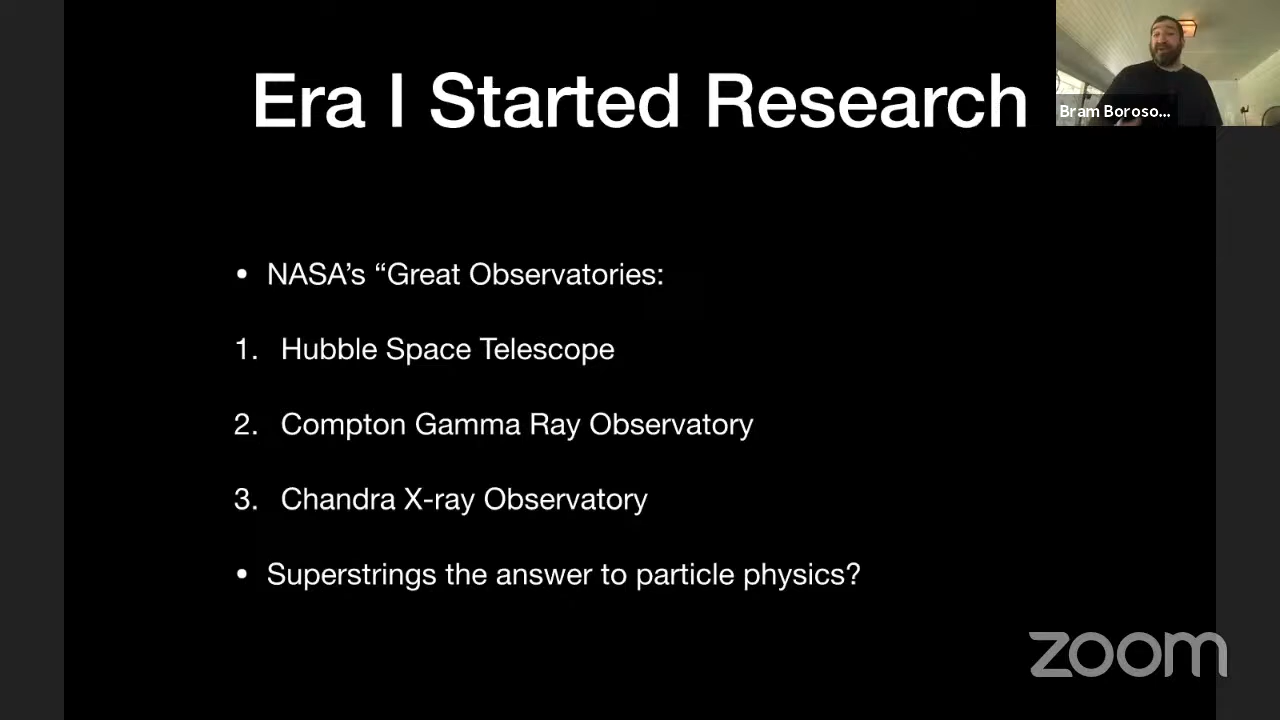 Era I Started Research
Bram Boroso...
• NASA’s “Great Observatories:
1. Hubble Space Telescope
2. Compton Gamma Ray Observatory
3. Chandra X-ray Observatory
• Superstrings the answer to particle physics?
zoom